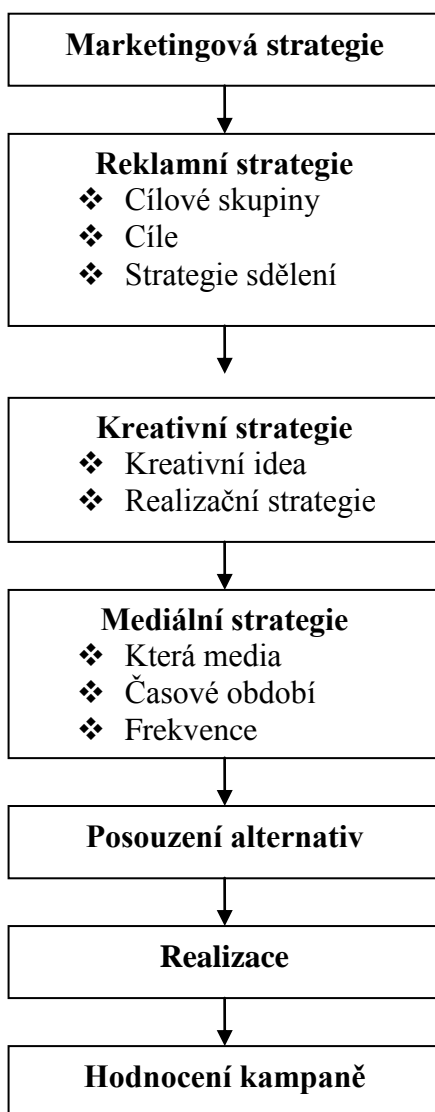 Marketingová strategie
Reklamní strategie
❖ Cílové skupiny
❖ Cíle
❖ Strategie sdělení
Kreativní strategie
❖ Kreativní idea
❖ Realizační strategie
Mediální strategie
❖ Která media
❖ Časové období
❖ Frekvence
Posouzení alternativ
Realizace
Hodnocení kampaně